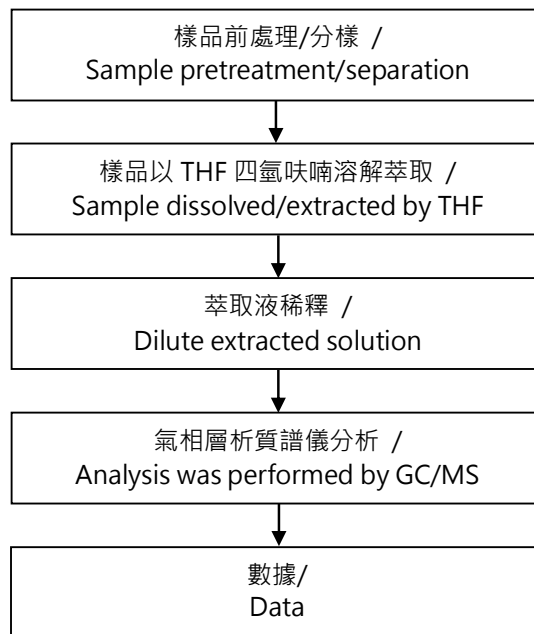 樣品前處理/分樣 /
Sample pretreatment/separation
樣品以 THF 四氫呋喃溶解萃取 /
Sample dissolved/extracted by THF
萃取液稀釋 /
Dilute extracted solution
氣相層析質譜儀分析 /
Analysis was performed by GC/MS
數據/
Data